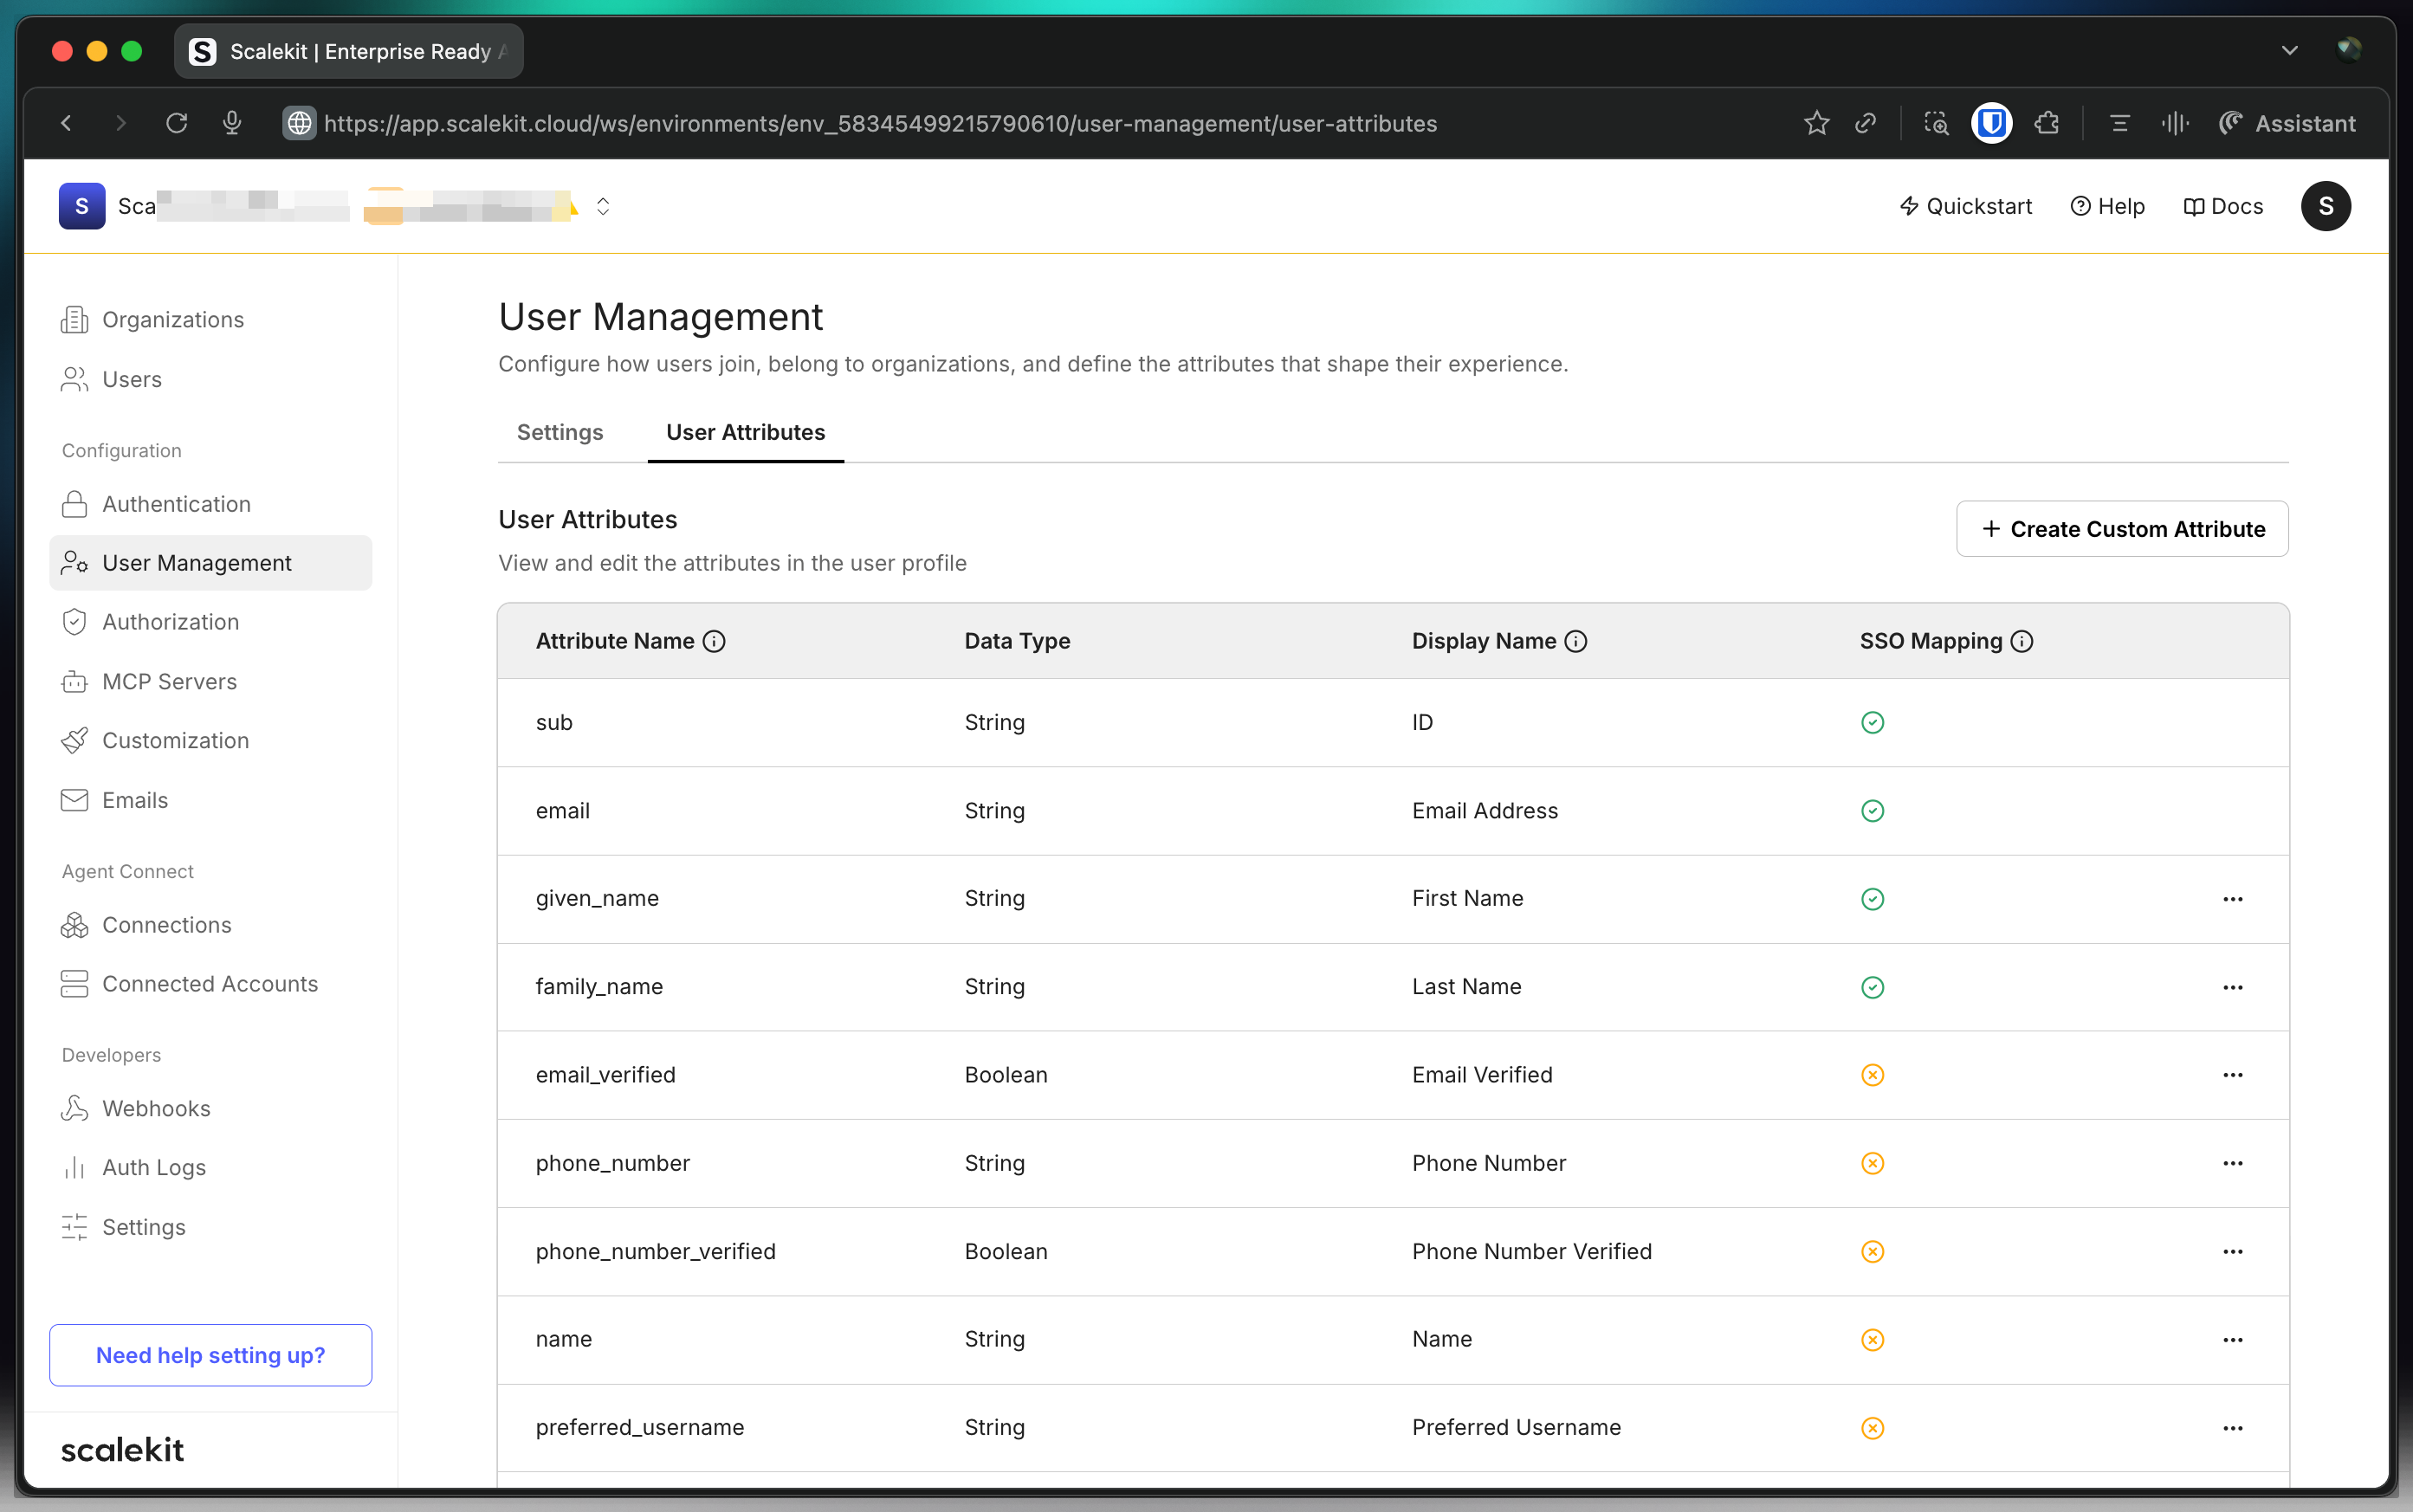 Scalekit | Enterprise Ready
https://app.scalekit.cloud/ws/environments/env_58345499215790610/user-management/user-attributes
Assistant
S
Sca
Quickstart
Help
Docs
S
Organizations
Users
Configuration
Authentication
User Management
Authorization
MCP Servers
Customization
Emails
Agent Connect
Connections
Connected Accounts
Developers
Webhooks
Auth Logs
Settings
Need help setting up?
scalekit
User Management
Configure how users join, belong to organizations, and define the attributes that shape their experience.
Settings User Attributes
User Attributes
View and edit the attributes in the user profile
+ Create Custom Attribute
Attribute Name Data Type Display Name SSO Mapping
sub String ID
email String Email Address
given_name String First Name
family_name String Last Name
email_verified Boolean Email Verified
phone_number String Phone Number
phone_number_verified Boolean Phone Number Verified
name String Name
preferred_username String Preferred Username